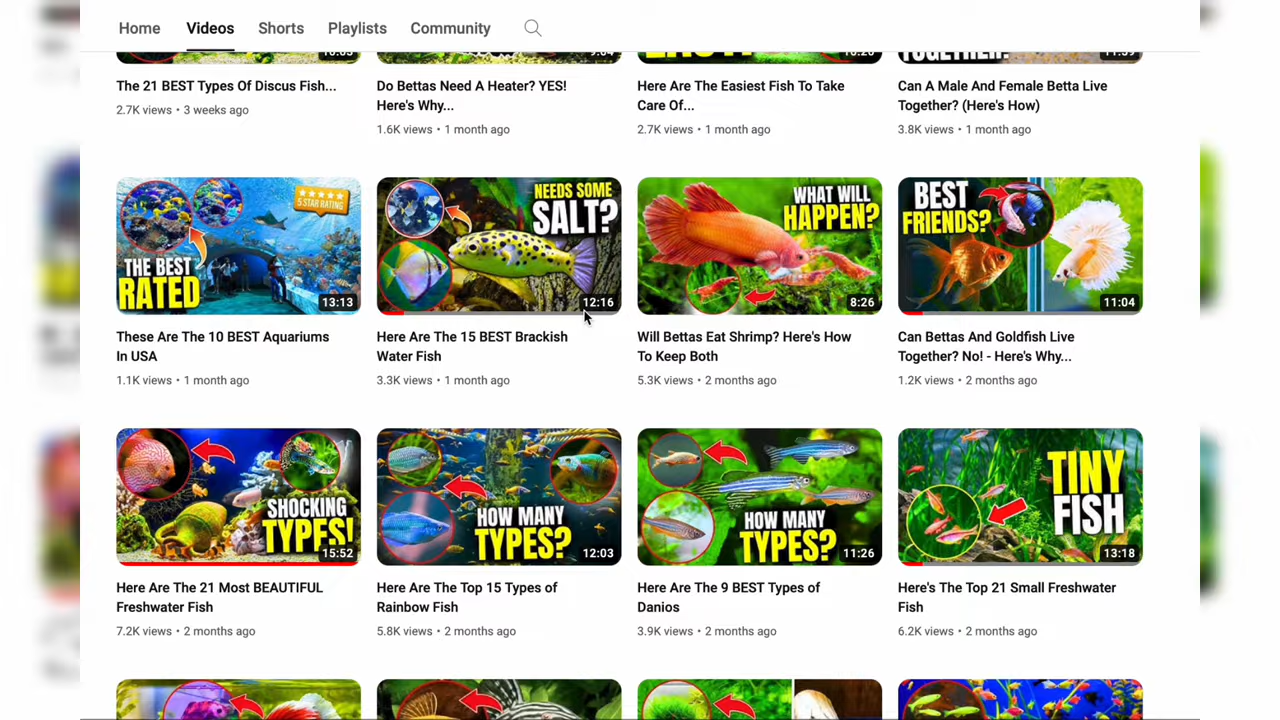 Home Videos Shorts Playlists Community
The 21 BEST Types Of Discus Fish...
2.7K views • 3 weeks ago
Do Bettas Need A Heater? YES!
Here's Why...
1.6K views • 1 month ago
Here Are The Easiest Fish To Take
Care Of...
2.7K views • 1 month ago
Can A Male And Female Betta Live
Together? (Here's How)
3.8K views • 1 month ago
5 STAR RATING
THE BEST
RATED
13:13
These Are The 10 BEST Aquariums
In USA
1.1K views • 1 month ago
NEEDS SOME
SALT?
12:16
Here Are The 15 BEST Brackish
Water Fish
3.3K views • 1 month ago
WHAT WILL
HAPPEN?
8:26
Will Bettas Eat Shrimp? Here's How
To Keep Both
5.3K views • 2 months ago
BEST
FRIENDS?
11:04
Can Bettas And Goldfish Live
Together? No! - Here's Why...
1.2K views • 2 months ago
SHOCKING
TYPES!
15:52
Here Are The 21 Most BEAUTIFUL
Freshwater Fish
7.2K views • 2 months ago
HOW MANY
TYPES?
12:03
Here Are The Top 15 Types of
Rainbow Fish
5.8K views • 2 months ago
HOW MANY
TYPES?
11:26
Here Are The 9 BEST Types of
Danios
3.9K views • 2 months ago
TINY
FISH
13:18
Here's The Top 21 Small Freshwater
Fish
6.2K views • 2 months ago